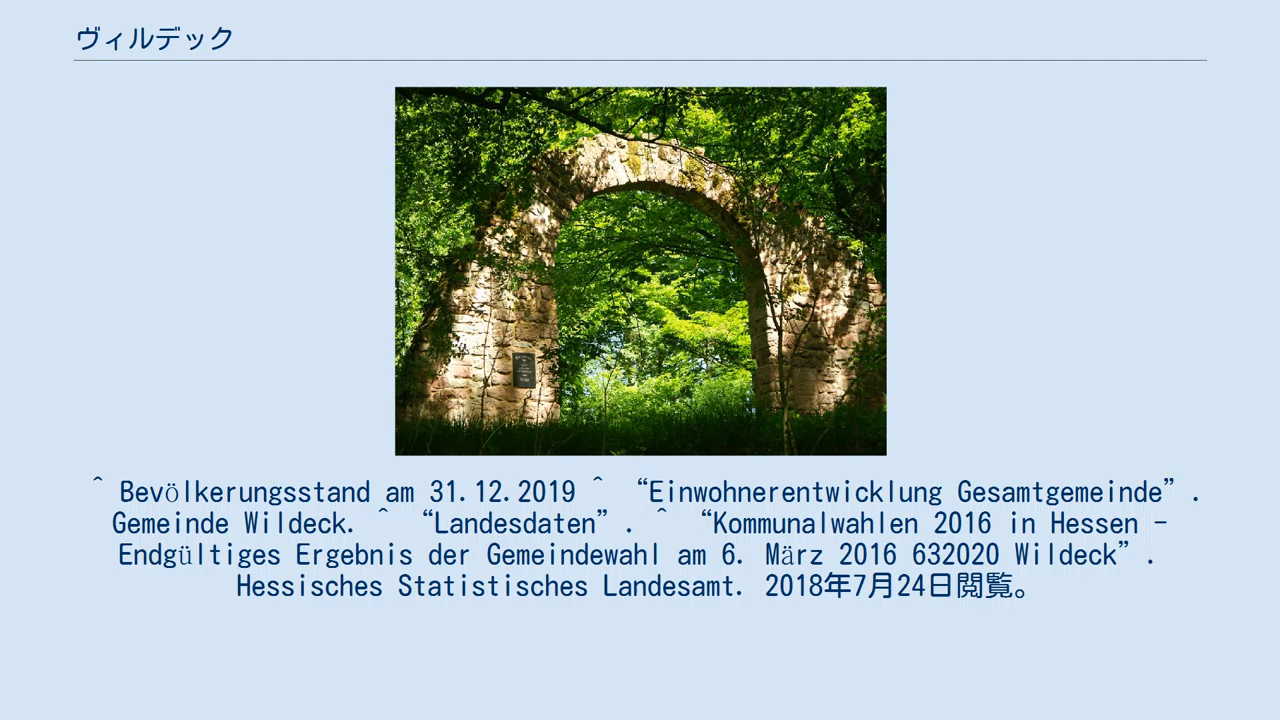 ヴィルデック
^ Bevölkerungsstand am 31.12.2019 ^ “Einwohnerentwicklung Gesamtgemeinde”.
Gemeinde Wildeck. ^ “Landesdaten”. ^ “Kommunalwahlen 2016 in Hessen -
Endgültiges Ergebnis der Gemeindewahl am 6. März 2016 632020 Wildeck”.
Hessisches Statistisches Landesamt. 2018年7月24日閲覧。